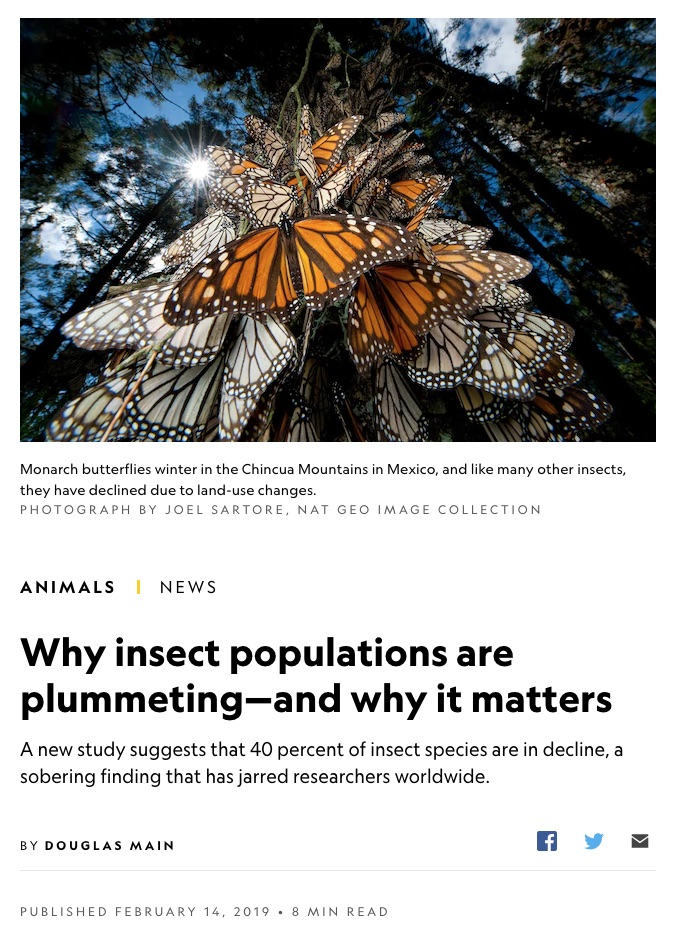 Monarch butterflies winter in the Chincua Mountains in Mexico, and like many other insects,
they have declined due to land-use changes.
PHOTOGRAPH BY JOEL SARTORE, NAT GEO IMAGE COLLECTION
ANIMALS | NEWS
Why insect populations are
plummeting—and why it matters
A new study suggests that 40 percent of insect species are in decline, a
sobering finding that has jarred researchers worldwide.
BY DOUGLAS MAIN
PUBLISHED FEBRUARY 14, 2019 • 8 MIN READ